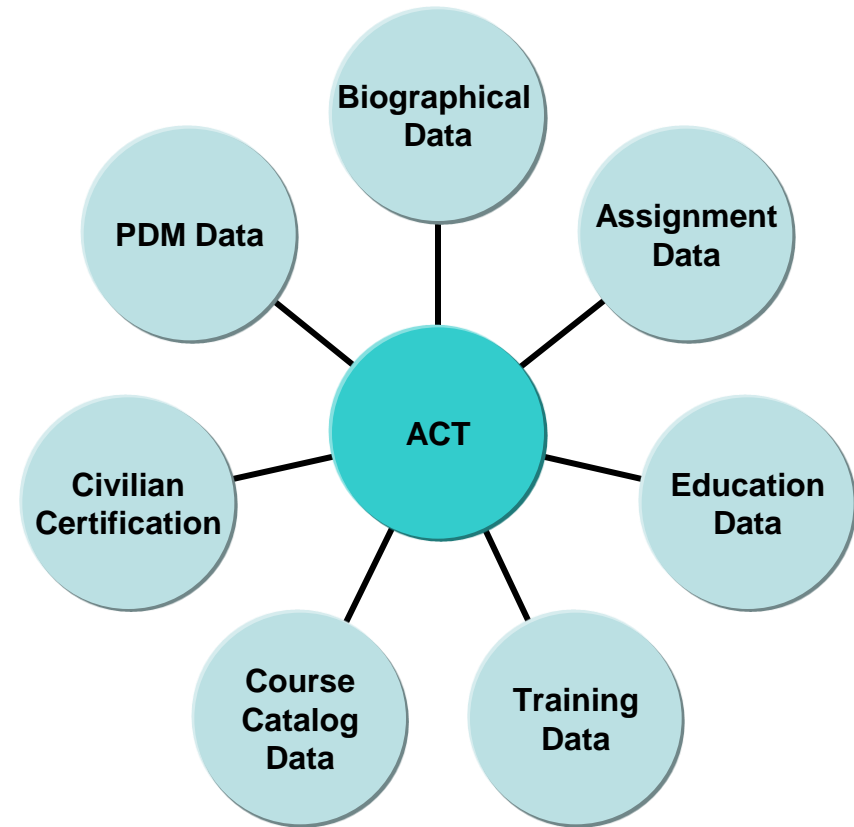 Biographical
Data
Assignment
Data
Education
Data
Training
Data
Course
Catalog
Data
Civilian
Certification
PDM Data
ACT